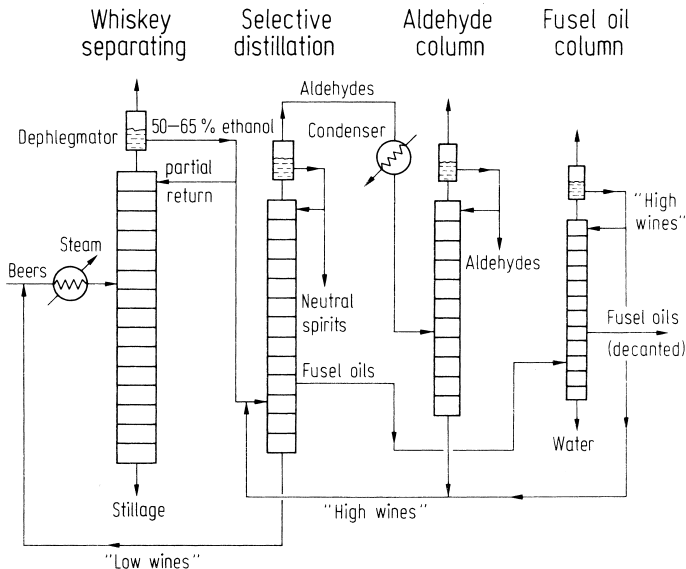 Whiskey
separating
Selective
distillation
Aldehyde
column
Fusel oil
column
Aldehydes
Dephlegmator
50–65% ethanol
Condenser
partial
return
"High
wines"
Steam
Beers
Aldehydes
Neutral
spirits
Fusel oils
(decanted)
Fusel oils
Water
Stillage
"High wines"
"Low wines"